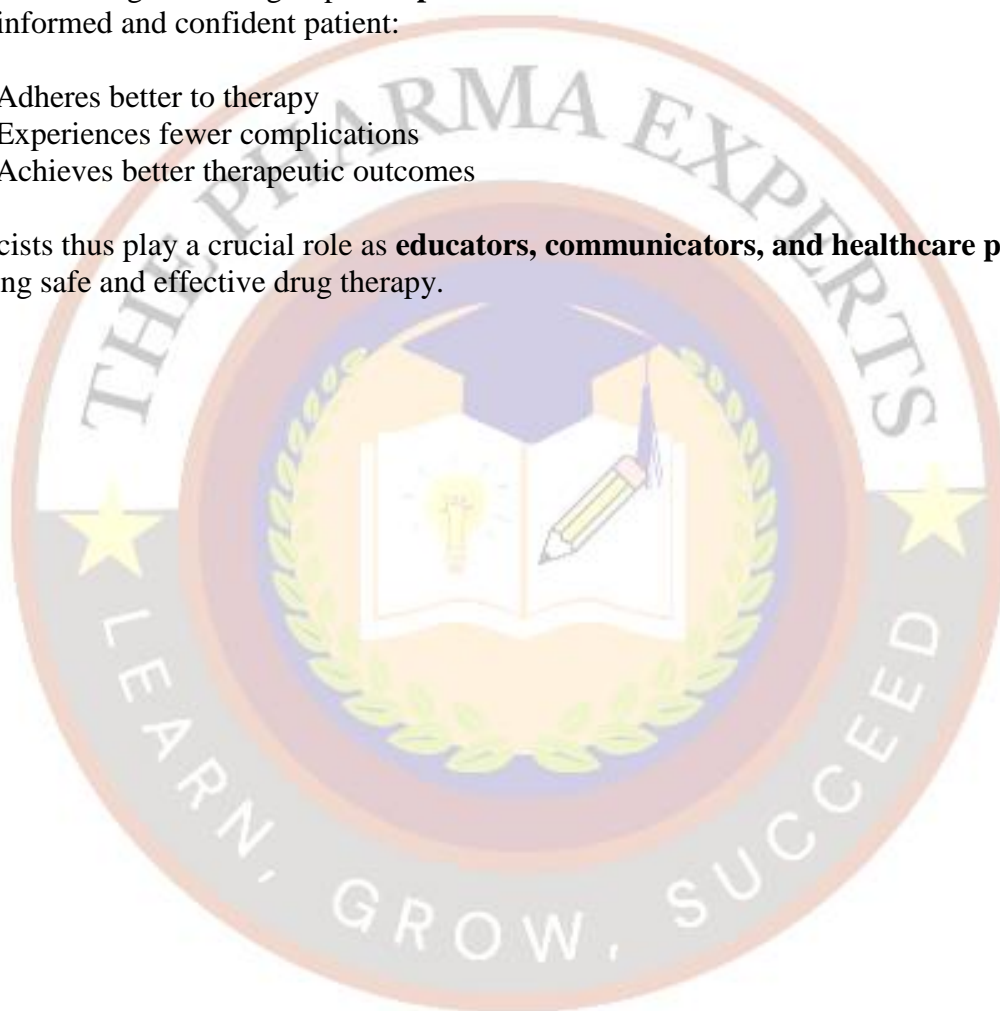 informed and confident patient:
Adheres better to therapy
Experiences fewer complications
Achieves better therapeutic outcomes
cists thus play a crucial role as educators, communicators, and healthcare p
ng safe and effective drug therapy.
THE PHARMA EXPERTS
LEARN, GROW, SUCCEED